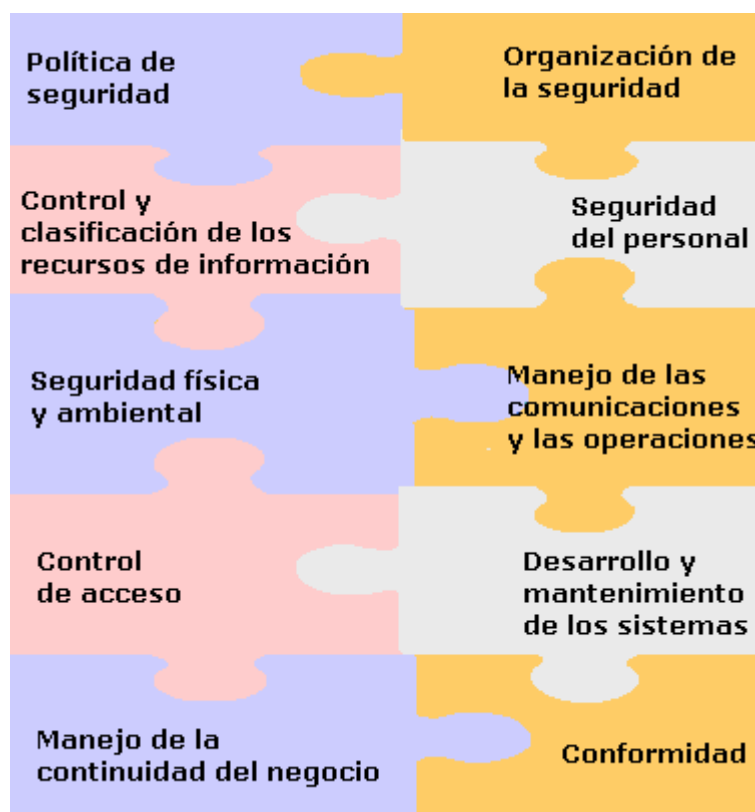 Política de
seguridad
Organización de
la seguridad
Control y
clasificación de los
recursos de información
Seguridad
del personal
Seguridad física
y ambiental
Manejo de las
comunicaciones
y las operaciones
Control
de acceso
Desarrollo y
mantenimiento
de los sistemas
Manejo de la
continuidad del negocio
Conformidad